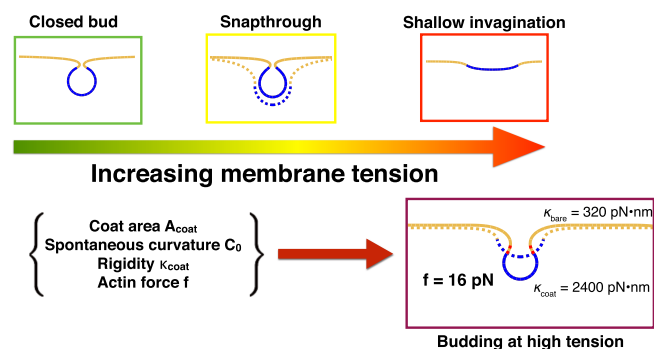 Closed bud
Snapthrough
Shallow invagination
Increasing membrane tension
Coat area Acoat
Spontaneous curvature C0
Rigidity κcoat
Actin force f
κbare = 320 pN•nm
f = 16 pN
κcoat = 2400 pN•nm
Budding at high tension